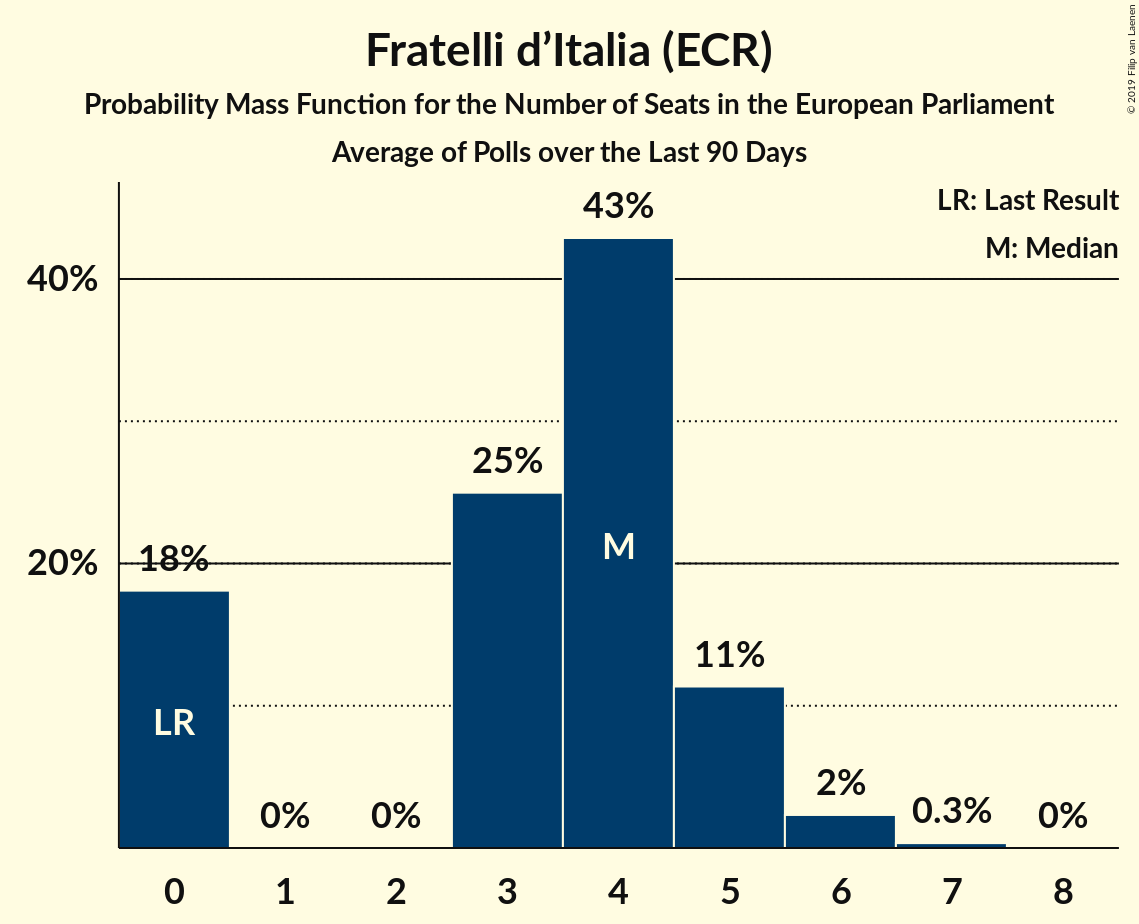 Fratelli d’Italia (ECR)
Probability Mass Function for the Number of Seats in the European Parliament
Average of Polls over the Last 90 Days
© 2019 Filip van Laenen
LR: Last Result
M: Median
43%
40%
25%
M
20%
18%
11%
LR
2%
0.3%
0%
0%
0%
0 1 2 3 4 5 6 7 8